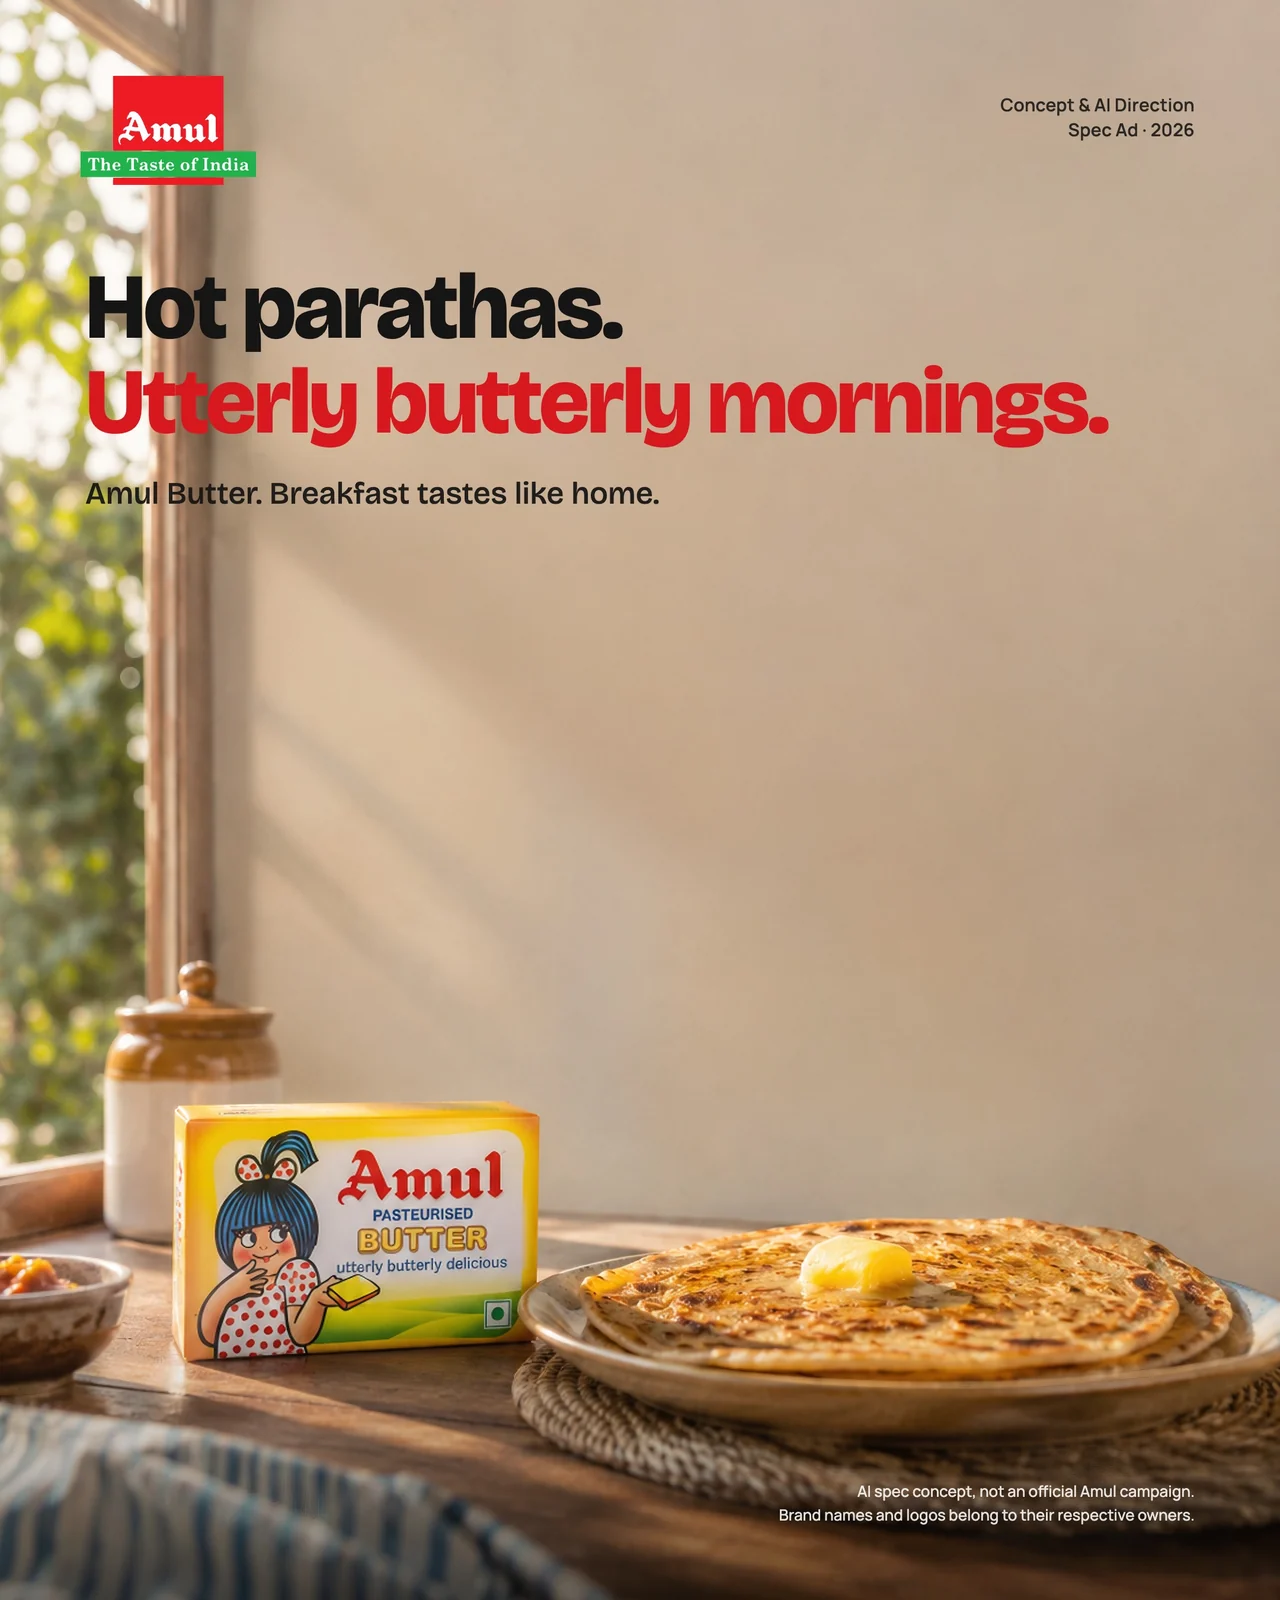 Amul
The Taste of India
Concept & AI Direction
Spec Ad · 2026
Hot parathas.
Utterly butterly mornings.
Amul Butter. Breakfast tastes like home.
Amul
PASTEURISED
BUTTER
utterly butterly delicious
AI spec concept, not an official Amul campaign.
Brand names and logos belong to their respective owners.